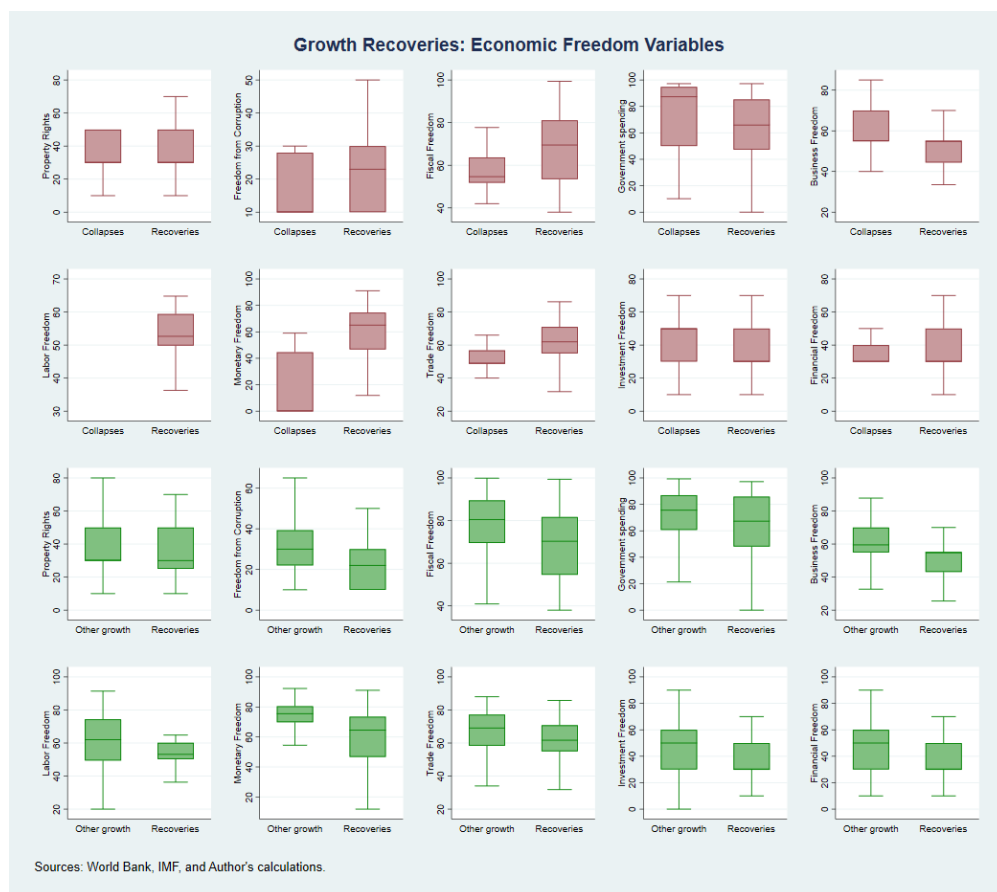 Growth Recoveries: Economic Freedom Variables
Property Rights
0 20 40 60 80
Collapses Recoveries
Freedom from Corruption
10 20 30 40 50
Collapses Recoveries
Fiscal Freedom
40 60 80 100
Collapses Recoveries
Government spending
0 20 40 60 80 100
Collapses Recoveries
Business Freedom
20 40 60 80
Collapses Recoveries
Labor Freedom
30 40 50 60 70
Collapses Recoveries
Monetary Freedom
0 20 40 60 80 100
Collapses Recoveries
Trade Freedom
20 40 60 80 100
Collapses Recoveries
Investment Freedom
0 20 40 60 80
Collapses Recoveries
Financial Freedom
0 20 40 60 80
Collapses Recoveries
Property Rights
0 20 40 60 80
Other growth Recoveries
Freedom from Corruption
0 20 40 60
Other growth Recoveries
Fiscal Freedom
40 60 80 100
Other growth Recoveries
Government spending
0 20 40 60 80 100
Other growth Recoveries
Business Freedom
20 40 60 80 100
Other growth Recoveries
Labor Freedom
20 40 60 80 100
Other growth Recoveries
Monetary Freedom
20 40 60 80 100
Other growth Recoveries
Trade Freedom
20 40 60 80 100
Other growth Recoveries
Investment Freedom
0 20 40 60 80 100
Other growth Recoveries
Financial Freedom
0 20 40 60 80 100
Other growth Recoveries
Sources: World Bank, IMF, and Author's calculations.